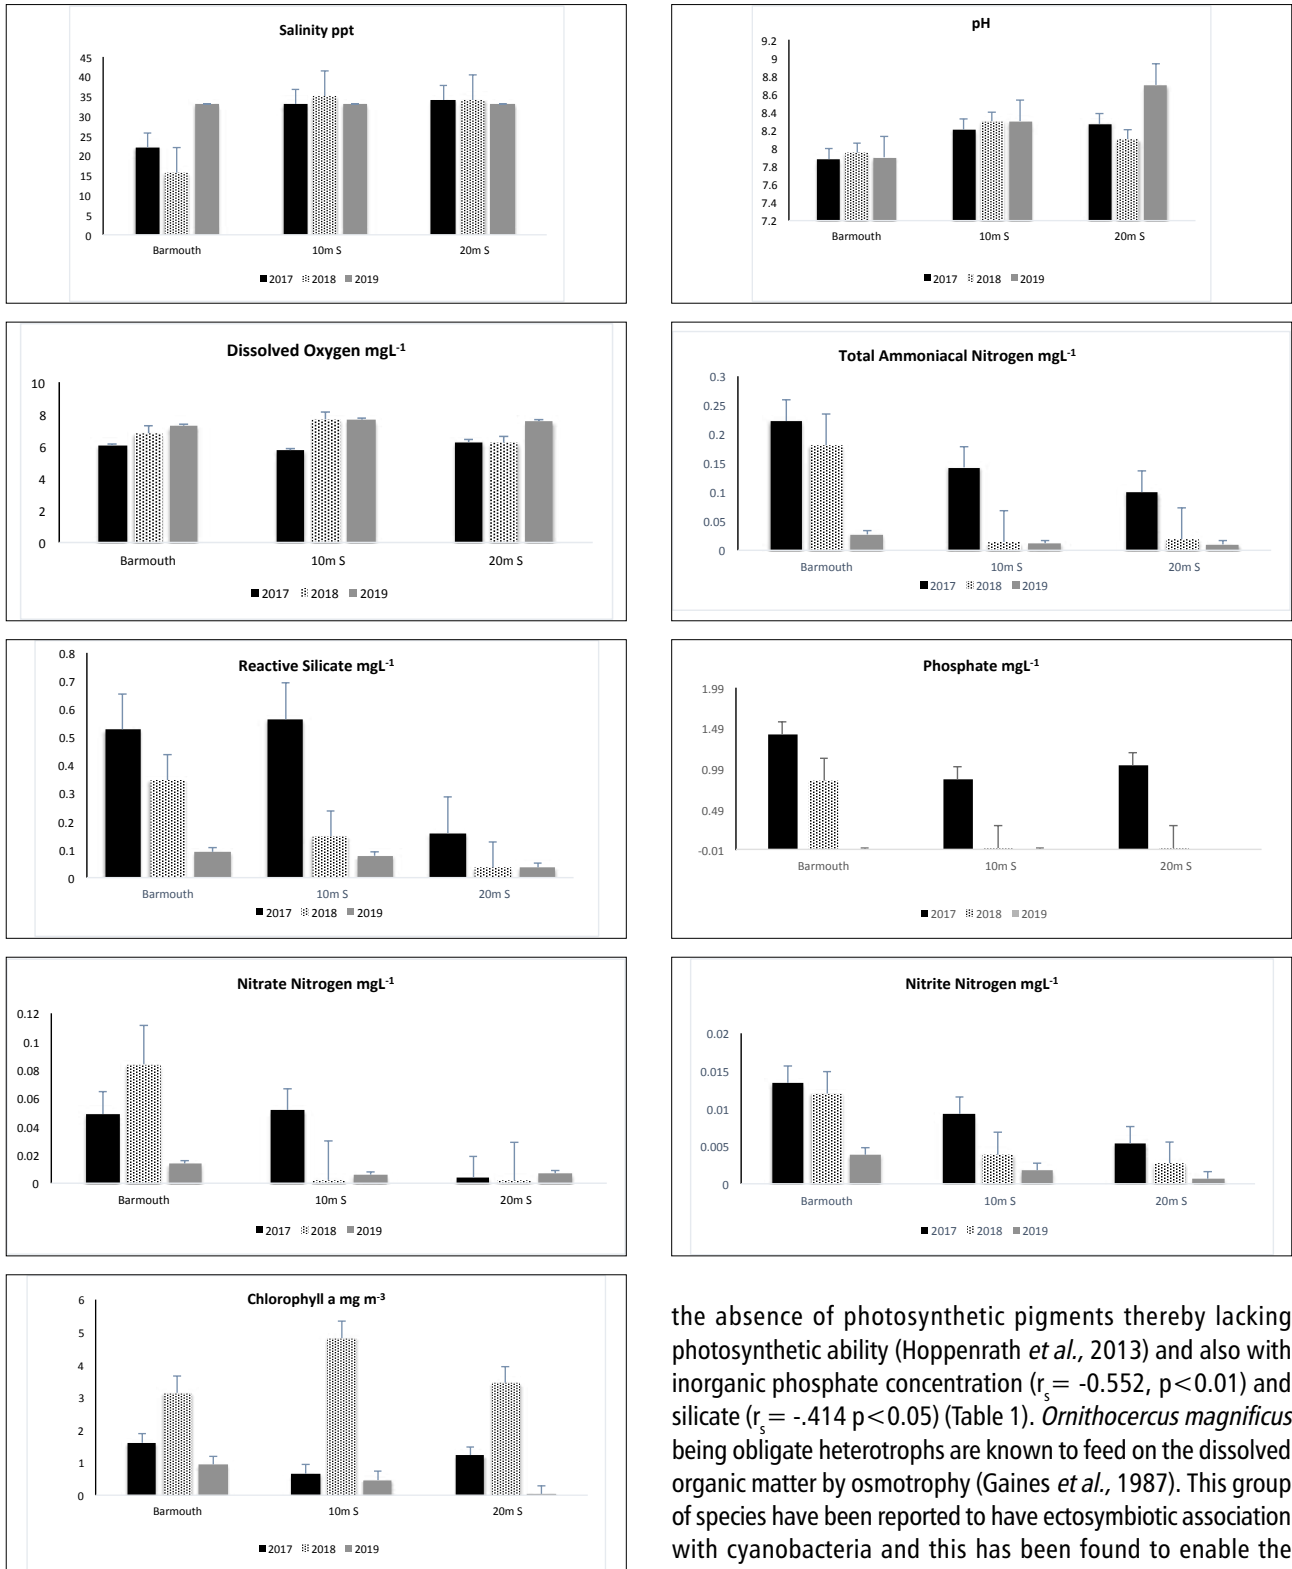 Salinity ppt
45
40
35
30
25
20
15
10
5
0
Barmouth 10m S 20m S
2017 2018 2019
pH
9.2
9
8.8
8.6
8.4
8.2
8
7.8
7.6
7.4
7.2
Barmouth 10m S 20m S
2017 2018 2019
Dissolved Oxygen mgL-1
10
8
6
4
2
0
Barmouth 10m S 20m S
2017 2018 2019
Total Ammoniacal Nitrogen mgL-1
0.3
0.25
0.2
0.15
0.1
0.05
0
Barmouth 10m S 20m S
2017 2018 2019
Reactive Silicate mgL-1
0.8
0.7
0.6
0.5
0.4
0.3
0.2
0.1
0
Barmouth 10m S 20m S
2017 2018 2019
Phosphate mgL-1
1.99
1.49
0.99
0.49
-0.01
Barmouth 10m S 20m S
2017 2018 2019
Nitrate Nitrogen mgL-1
0.12
0.1
0.08
0.06
0.04
0.02
0
Barmouth 10m S 20m S
2017 2018 2019
Nitrite Nitrogen mgL-1
0.02
0.015
0.01
0.005
0
Barmouth 10m S 20m S
2017 2018 2019
Chlorophyll a mg m-3
6
5
4
3
2
1
0
Barmouth 10m S 20m S
2017 2018 2019
the absence of photosynthetic pigments thereby lacking
photosynthetic ability (Hoppenrath et al., 2013) and also with
inorganic phosphate concentration (rs= -0.552, p<0.01) and
silicate (rs= -.414 p<0.05) (Table 1). Ornithocercus magnificus
being obligate heterotrophs are known to feed on the dissolved
organic matter by osmotrophy (Gaines et al., 1987). This group
of species have been reported to have ectosymbiotic association
with cyanobacteria and this has been found to enable the